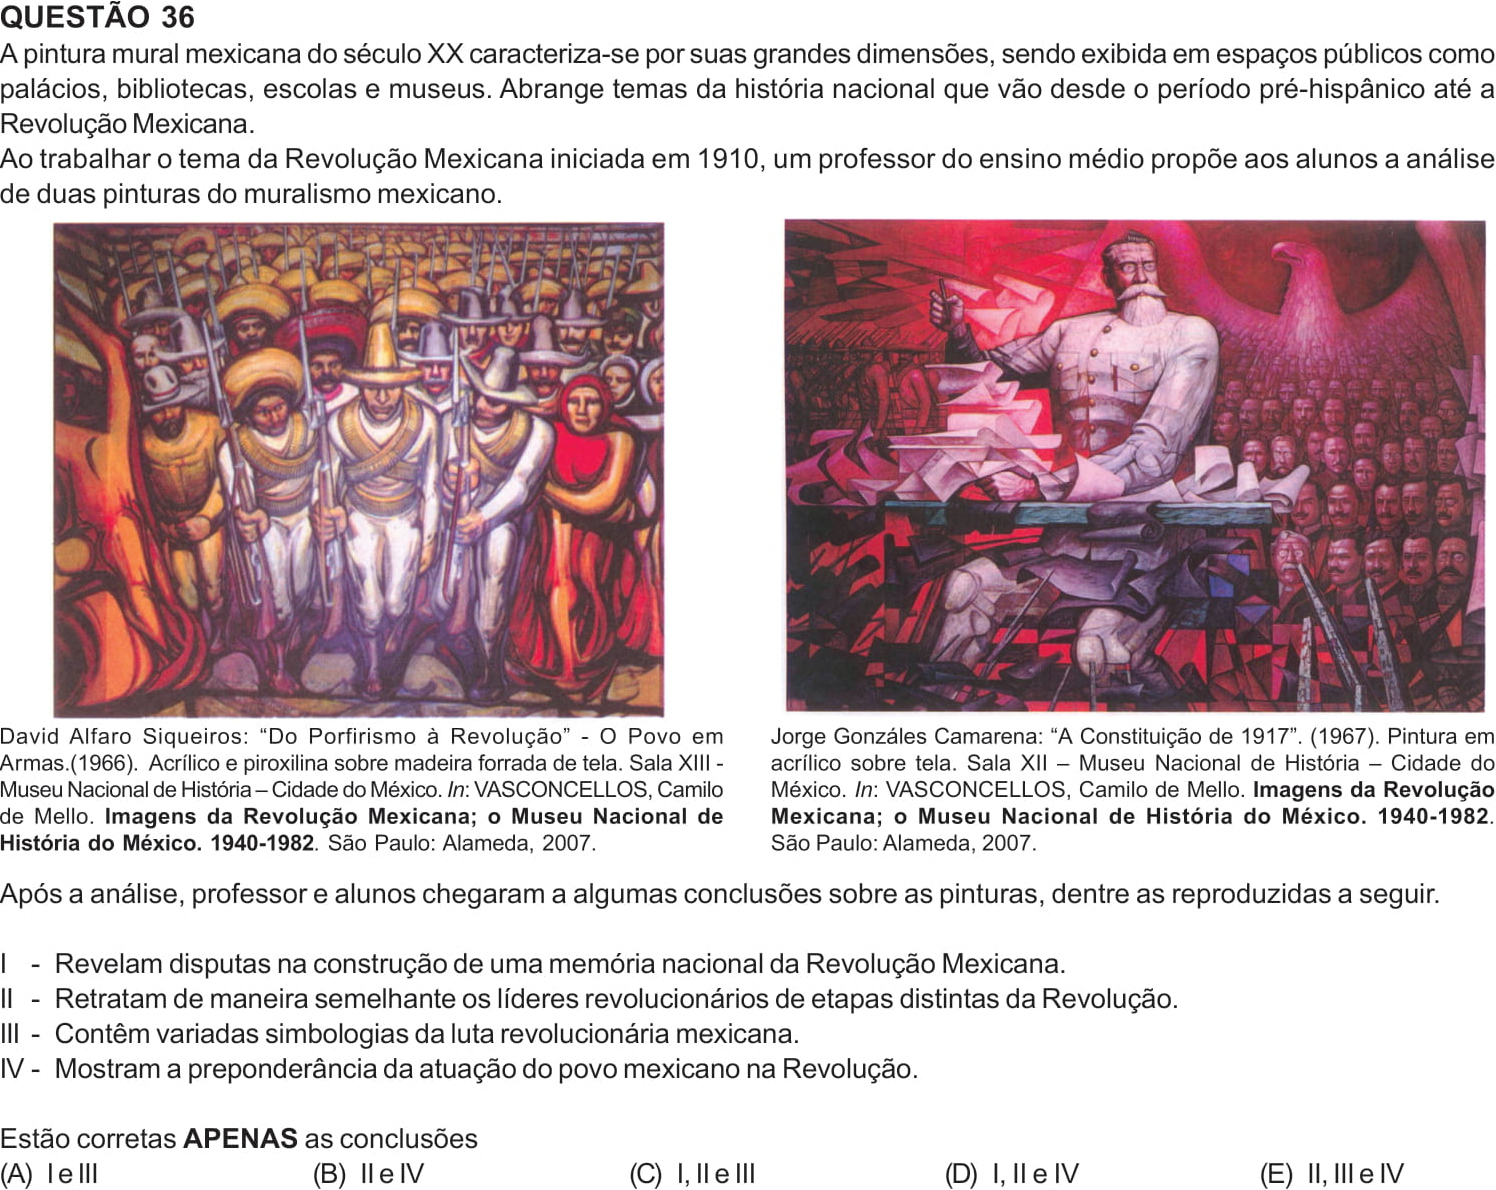 QUESTÃO 36
A pintura mural mexicana do século XX caracteriza-se por suas grandes dimensões, sendo exibida em espaços públicos como
palácios, bibliotecas, escolas e museus. Abrange temas da história nacional que vão desde o período pré-hispânico até a
Revolução Mexicana.
Ao trabalhar o tema da Revolução Mexicana iniciada em 1910, um professor do ensino médio propõe aos alunos a análise
de duas pinturas do muralismo mexicano.
David Alfaro Siqueiros: “Do Porfirismo à Revolução” - O Povo em
Armas.(1966). Acrílico e piroxilina sobre madeira forrada de tela. Sala XIII -
Museu Nacional de História – Cidade do México. In: VASCONCELLOS, Camilo
de Mello. Imagens da Revolução Mexicana; o Museu Nacional de
História do México. 1940-1982. São Paulo: Alameda, 2007.
Jorge Gonzáles Camarena: “A Constituição de 1917”. (1967). Pintura em
acrílico sobre tela. Sala XII – Museu Nacional de História – Cidade do
México. In: VASCONCELLOS, Camilo de Mello. Imagens da Revolução
Mexicana; o Museu Nacional de História do México. 1940-1982.
São Paulo: Alameda, 2007.
Após a análise, professor e alunos chegaram a algumas conclusões sobre as pinturas, dentre as reproduzidas a seguir.
I - Revelam disputas na construção de uma memória nacional da Revolução Mexicana.
II - Retratam de maneira semelhante os líderes revolucionários de etapas distintas da Revolução.
III - Contêm variadas simbologias da luta revolucionária mexicana.
IV - Mostram a preponderância da atuação do povo mexicano na Revolução.
Estão corretas APENAS as conclusões
(A) I e III (B) II e IV (C) I, II e III (D) I, II e IV (E) II, III e IV